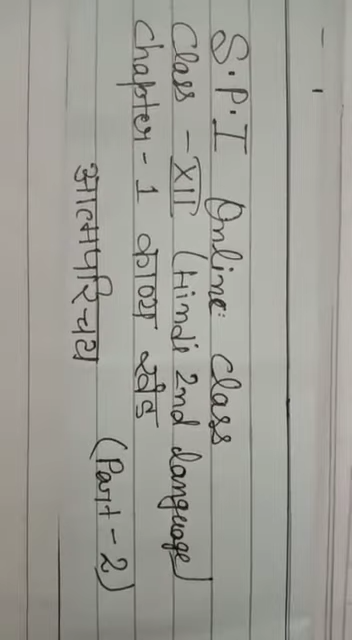 S.P.I Online class
Class - XII (Hindi 2nd Language)
Chapter - 1 काव्य खंड
आत्मपरिचय
(Part - 2)